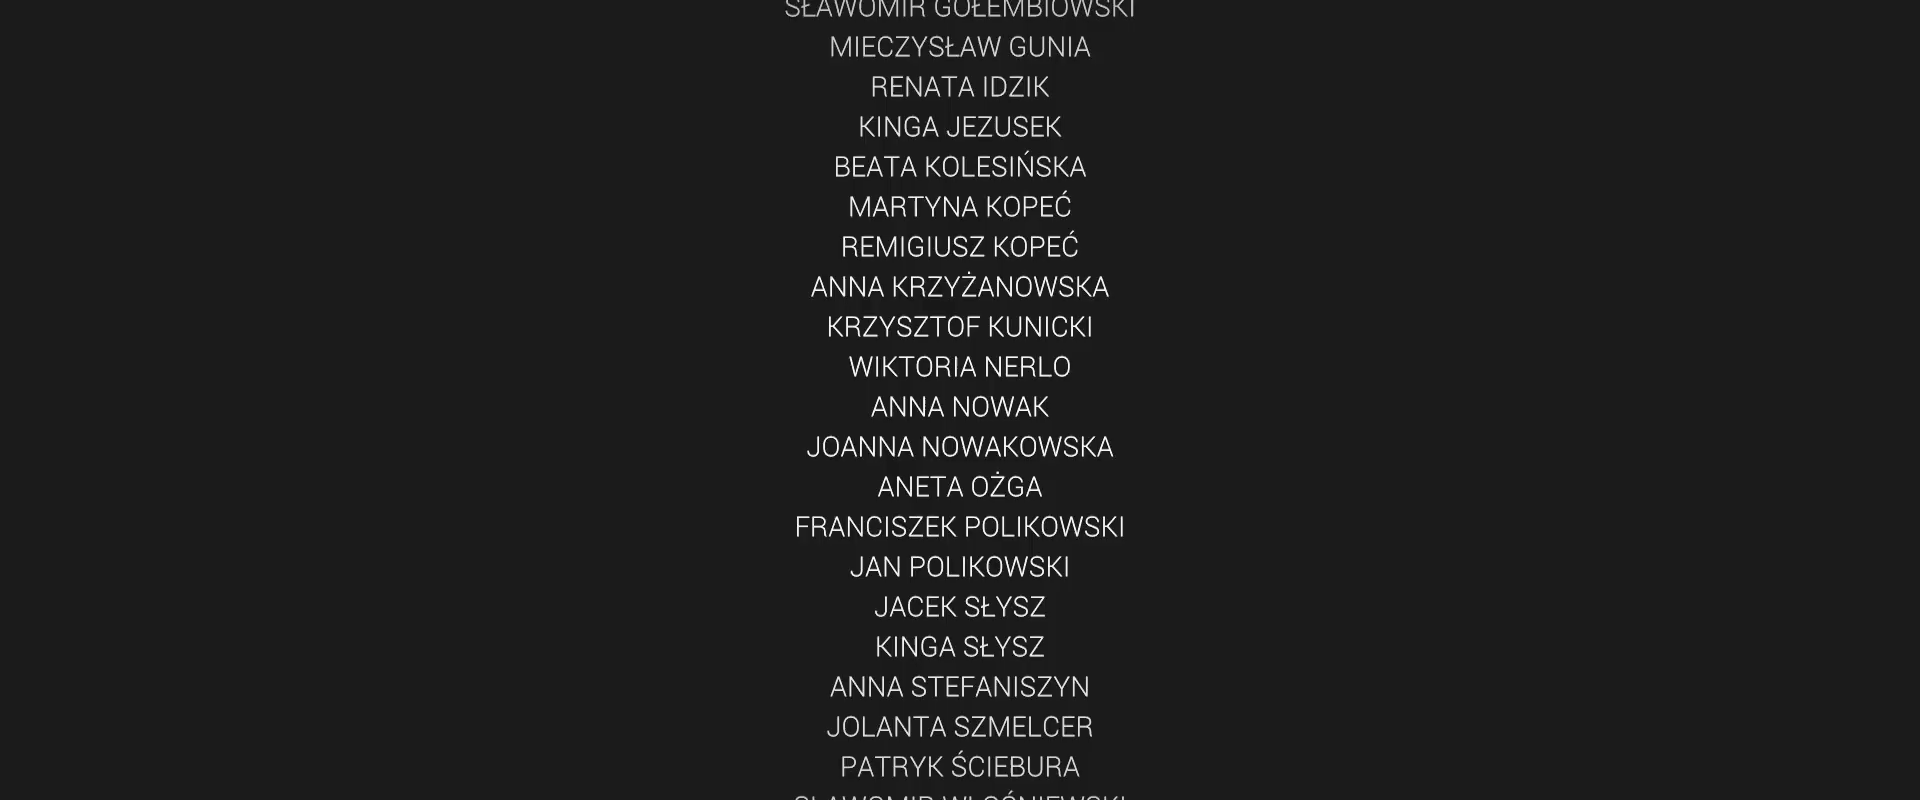 SŁAWOMIR GOŁEMBIOWSKI
MIECZYSŁAW GUNIA
RENATA IDZIK
KINGA JEZUSEK
BEATA KOLESIŃSKA
MARTYNA KOPEĆ
REMIGIUSZ KOPEĆ
ANNA KRZYŻANOWSKA
KRZYSZTOF KUNICKI
WIKTORIA NERLO
ANNA NOWAK
JOANNA NOWAKOWSKA
ANETA OŻGA
FRANCISZEK POLIKOWSKI
JAN POLIKOWSKI
JACEK SŁYSZ
KINGA SŁYSZ
ANNA STEFANISZYN
JOLANTA SZMELCER
PATRYK ŚCIEBURA